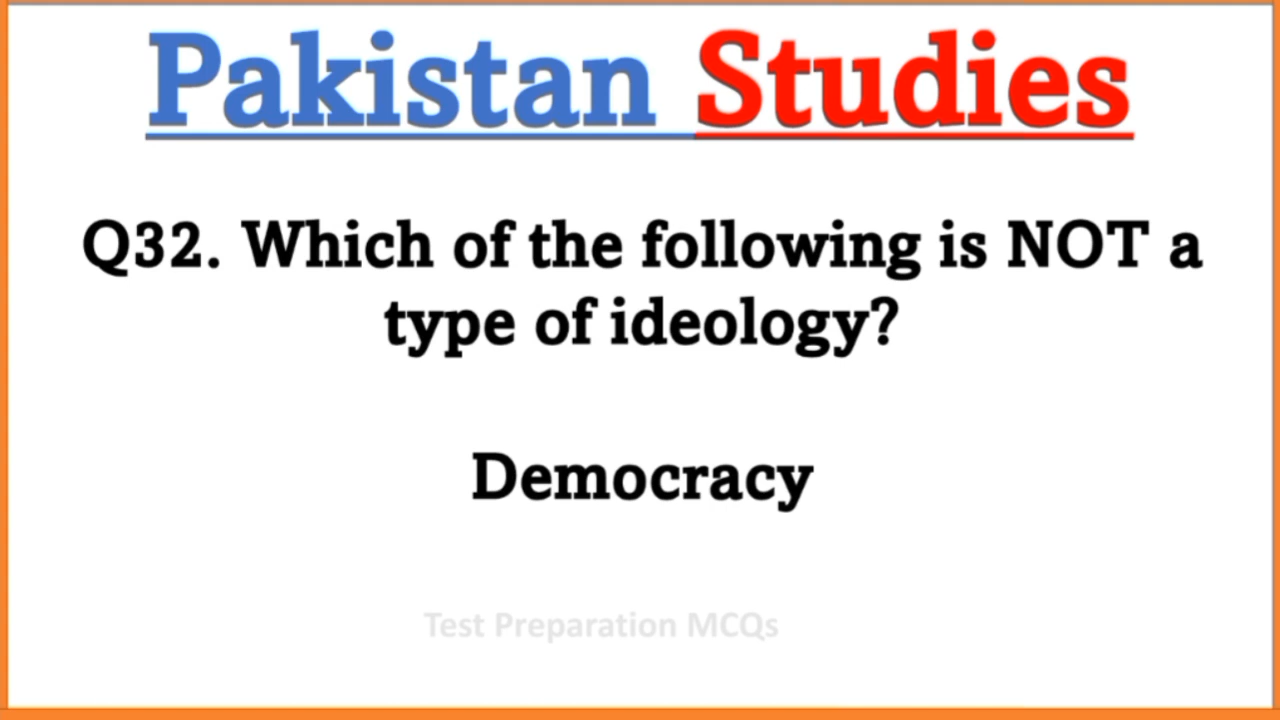 Pakistan Studies
Q32. Which of the following is NOT a
type of ideology?
Democracy
Test Preparation MCQs